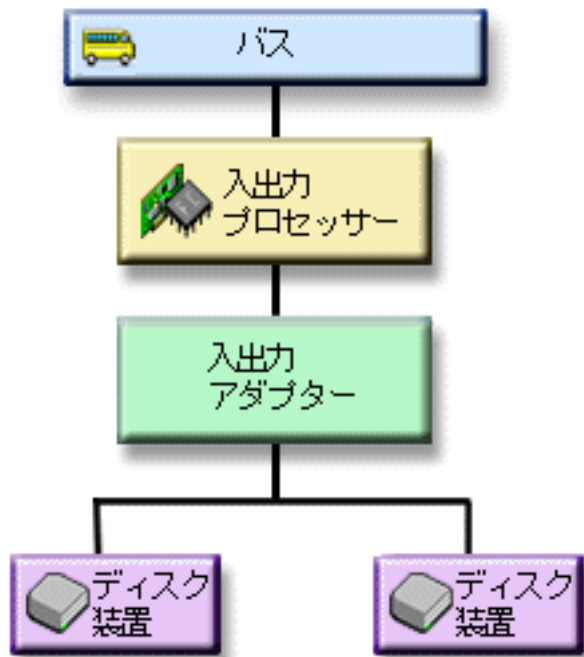 バス
入出力
プロセッサー
入出力
アダプター
ディスク
装置
ディスク
装置